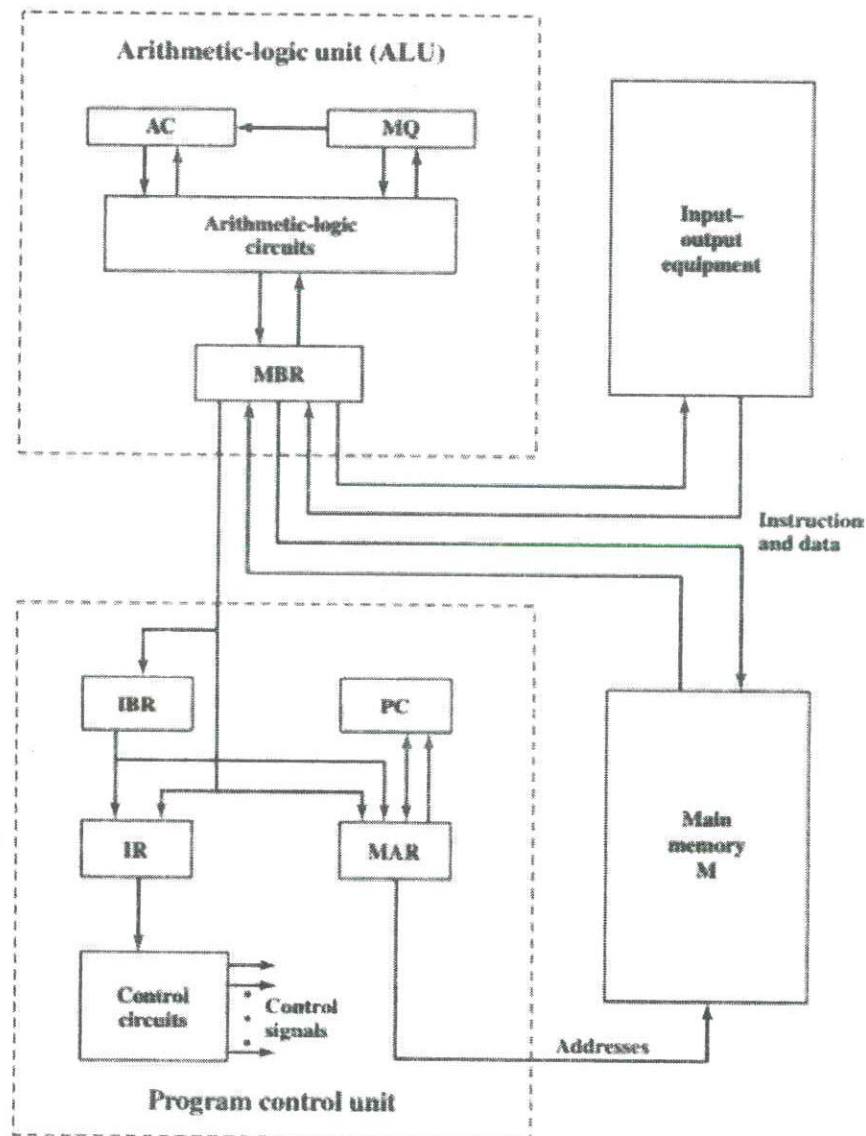 Arithmetic-logic unit (ALU)
AC
MQ
Arithmetic-logic
circuits
Input–
output
equipment
MBR
Instruction
and data
IBR
PC
IR
MAR
Main
memory
M
Control
circuits
Control
signals
Addresses
Program control unit